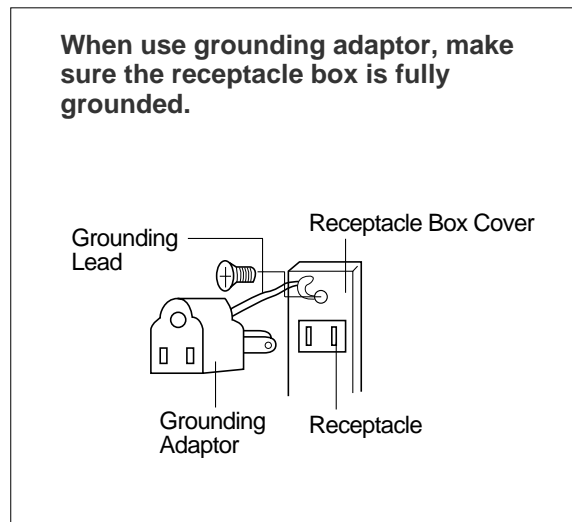 When use grounding adaptor, make
sure the receptacle box is fully
grounded.
Receptacle Box Cover
Grounding
Lead
Grounding
Adaptor
Receptacle